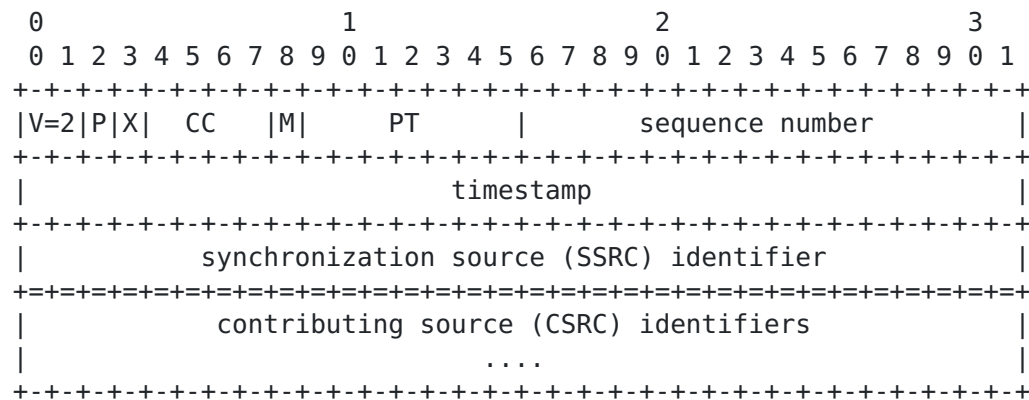 0                   1                   2                   3
 0 1 2 3 4 5 6 7 8 9 0 1 2 3 4 5 6 7 8 9 0 1 2 3 4 5 6 7 8 9 0 1
+-+-+-+-+-+-+-+-+-+-+-+-+-+-+-+-+-+-+-+-+-+-+-+-+-+-+-+-+-+-+-+-+
|V=2|P|X|  CC   |M|     PT      |       sequence number         |
+-+-+-+-+-+-+-+-+-+-+-+-+-+-+-+-+-+-+-+-+-+-+-+-+-+-+-+-+-+-+-+-+
|                           timestamp                           |
+-+-+-+-+-+-+-+-+-+-+-+-+-+-+-+-+-+-+-+-+-+-+-+-+-+-+-+-+-+-+-+-+
|           synchronization source (SSRC) identifier            |
+=+=+=+=+=+=+=+=+=+=+=+=+=+=+=+=+=+=+=+=+=+=+=+=+=+=+=+=+=+=+=+=+
|            contributing source (CSRC) identifiers             |
|                             ....                              |
+-+-+-+-+-+-+-+-+-+-+-+-+-+-+-+-+-+-+-+-+-+-+-+-+-+-+-+-+-+-+-+-+